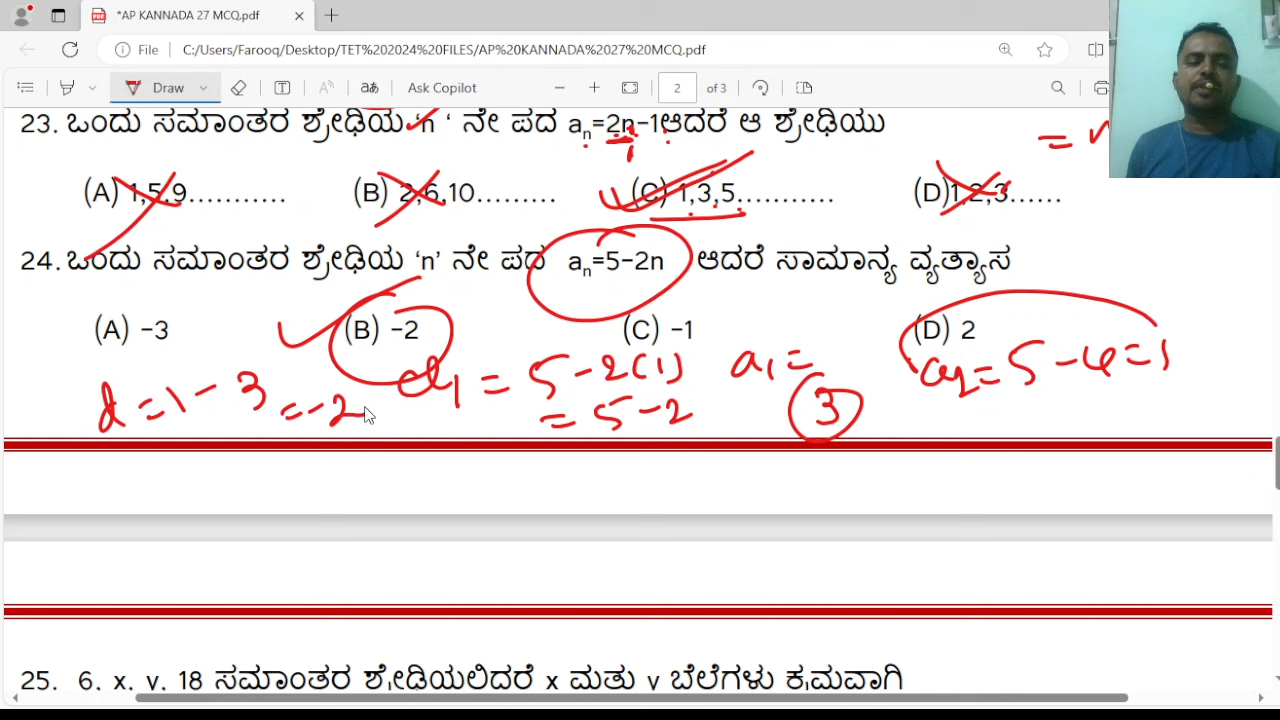 *AP KANNADA 27 MCQ.pdf
File C:/Users/Farooq/Desktop/TET%202024%20FILES/AP%20KANNADA%2027%20MCQ.pdf
Draw Ask Copilot 2 of 3
23. ಒಂದು ಸಮಾಂತರ ಶ್ರೇಢಿಯ 'n ' ನೇ ಪದ an=2n−1ಆದರೆ ಆ ಶ್ರೇಢಿಯು
= n
(A) 1,5,9........... (B) 2,6,10......... (C) 1,3,5............ (D)1,2,3......
24. ಒಂದು ಸಮಾಂತರ ಶ್ರೇಢಿಯ 'n' ನೇ ಪದ an=5−2n ಆದರೆ ಸಾಮಾನ್ಯ ವ್ಯತ್ಯಾಸ
(A) −3 (B) −2 (C) −1 (D) 2
d = 1 − 3 a1 = 5 − 2(1) a1 = a2 = 5 − 4 = 1
= −2 = 5 − 2 3
25. 6, x, y, 18 ಸಮಾಂತರ ಶ್ರೇಢಿಯಲಿದರೆ x ಮತು y ಬೆಲೆಗಳು ಕ್ರಮವಾಗಿ